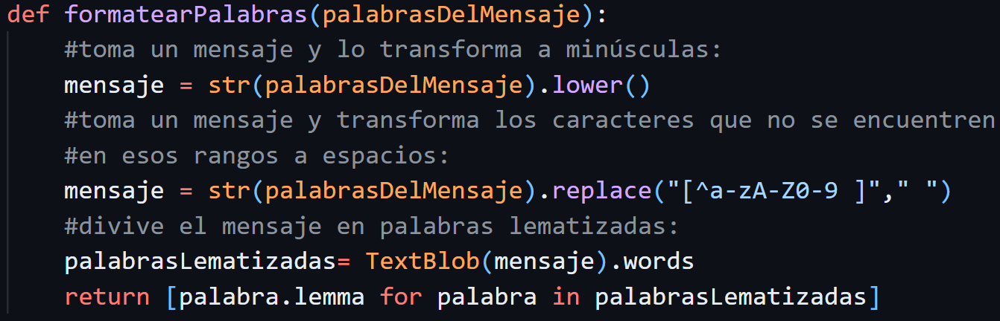 def formatearPalabras(palabrasDelMensaje):
    #toma un mensaje y lo transforma a minúsculas:
    mensaje = str(palabrasDelMensaje).lower()
    #toma un mensaje y transforma los caracteres que no se encuentren
    #en esos rangos a espacios:
    mensaje = str(palabrasDelMensaje).replace("[^a-zA-Z0-9 ]"," ")
    #divive el mensaje en palabras lematizadas:
    palabrasLematizadas= TextBlob(mensaje).words
    return [palabra.lemma for palabra in palabrasLematizadas]